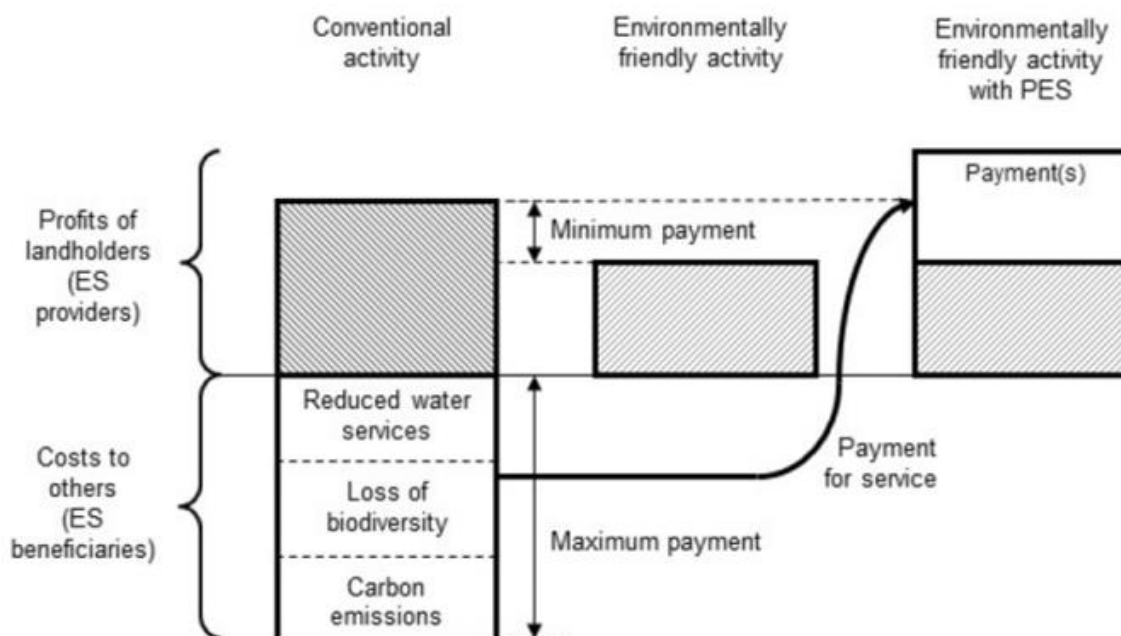 Conventional
activity
Environmentally
friendly activity
Environmentally
friendly activity
with PES
Profits of
landholders
(ES
providers)
Minimum payment
Payment(s)
Reduced water
services
Costs to
others
(ES
beneficiaries)
Loss of
biodiversity
Carbon
emissions
Maximum payment
Payment
for service